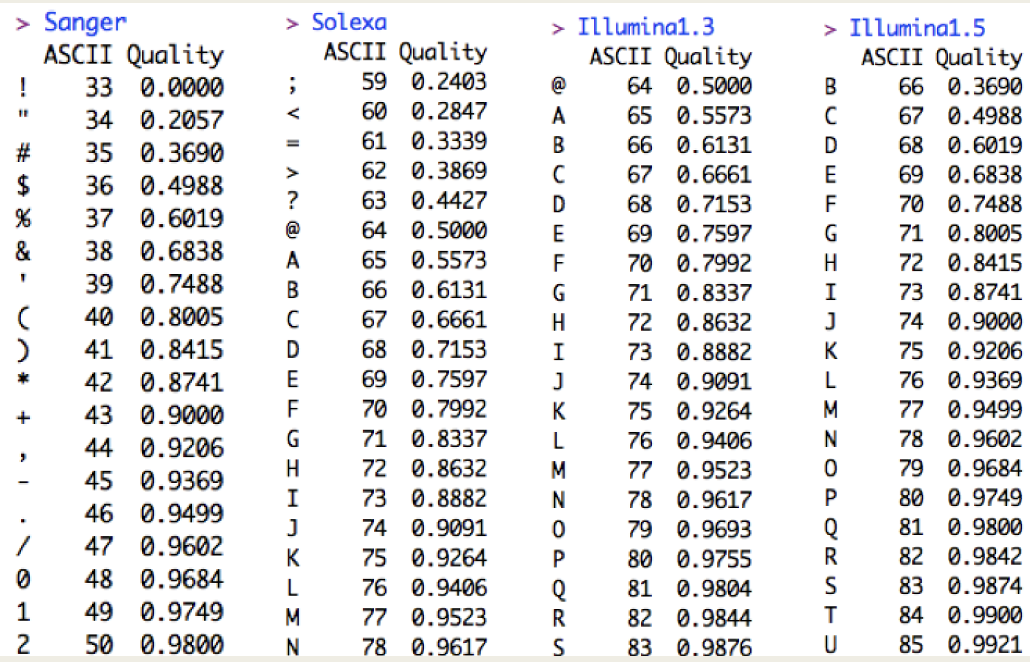 > Sanger
ASCII Quality
! 33 0.0000
" 34 0.2057
# 35 0.3690
$ 36 0.4988
% 37 0.6019
& 38 0.6838
' 39 0.7488
( 40 0.8005
) 41 0.8415
* 42 0.8741
+ 43 0.9000
, 44 0.9206
- 45 0.9369
. 46 0.9499
/ 47 0.9602
0 48 0.9684
1 49 0.9749
2 50 0.9800
> Solexa
ASCII Quality
; 59 0.2403
< 60 0.2847
= 61 0.3339
> 62 0.3869
? 63 0.4427
@ 64 0.5000
A 65 0.5573
B 66 0.6131
C 67 0.6661
D 68 0.7153
E 69 0.7597
F 70 0.7992
G 71 0.8337
H 72 0.8632
I 73 0.8882
J 74 0.9091
K 75 0.9264
L 76 0.9406
M 77 0.9523
N 78 0.9617
> Illumina1.3
ASCII Quality
@ 64 0.5000
A 65 0.5573
B 66 0.6131
C 67 0.6661
D 68 0.7153
E 69 0.7597
F 70 0.7992
G 71 0.8337
H 72 0.8632
I 73 0.8882
J 74 0.9091
K 75 0.9264
L 76 0.9406
M 77 0.9523
N 78 0.9617
O 79 0.9693
P 80 0.9755
Q 81 0.9804
R 82 0.9844
S 83 0.9876
> Illumina1.5
ASCII Quality
B 66 0.3690
C 67 0.4988
D 68 0.6019
E 69 0.6838
F 70 0.7488
G 71 0.8005
H 72 0.8415
I 73 0.8741
J 74 0.9000
K 75 0.9206
L 76 0.9369
M 77 0.9499
N 78 0.9602
O 79 0.9684
P 80 0.9749
Q 81 0.9800
R 82 0.9842
S 83 0.9874
T 84 0.9900
U 85 0.9921